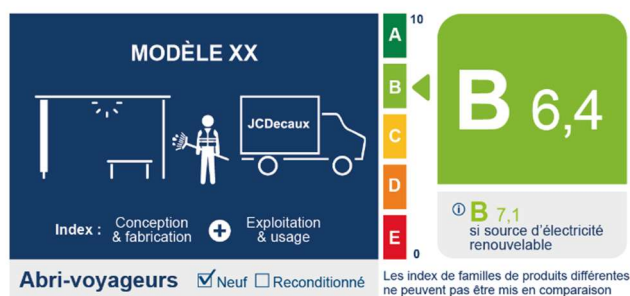 MODÈLE XX
JCDecaux
Index :
Conception
& fabrication
Exploitation
& usage
Abri-voyageurs
Neuf
Reconditionné
10
A
B
C
D
E
0
B 6,4
B 7,1
si source d'électricité
renouvelable
Les index de familles de produits différentes
ne peuvent pas être mis en comparaison